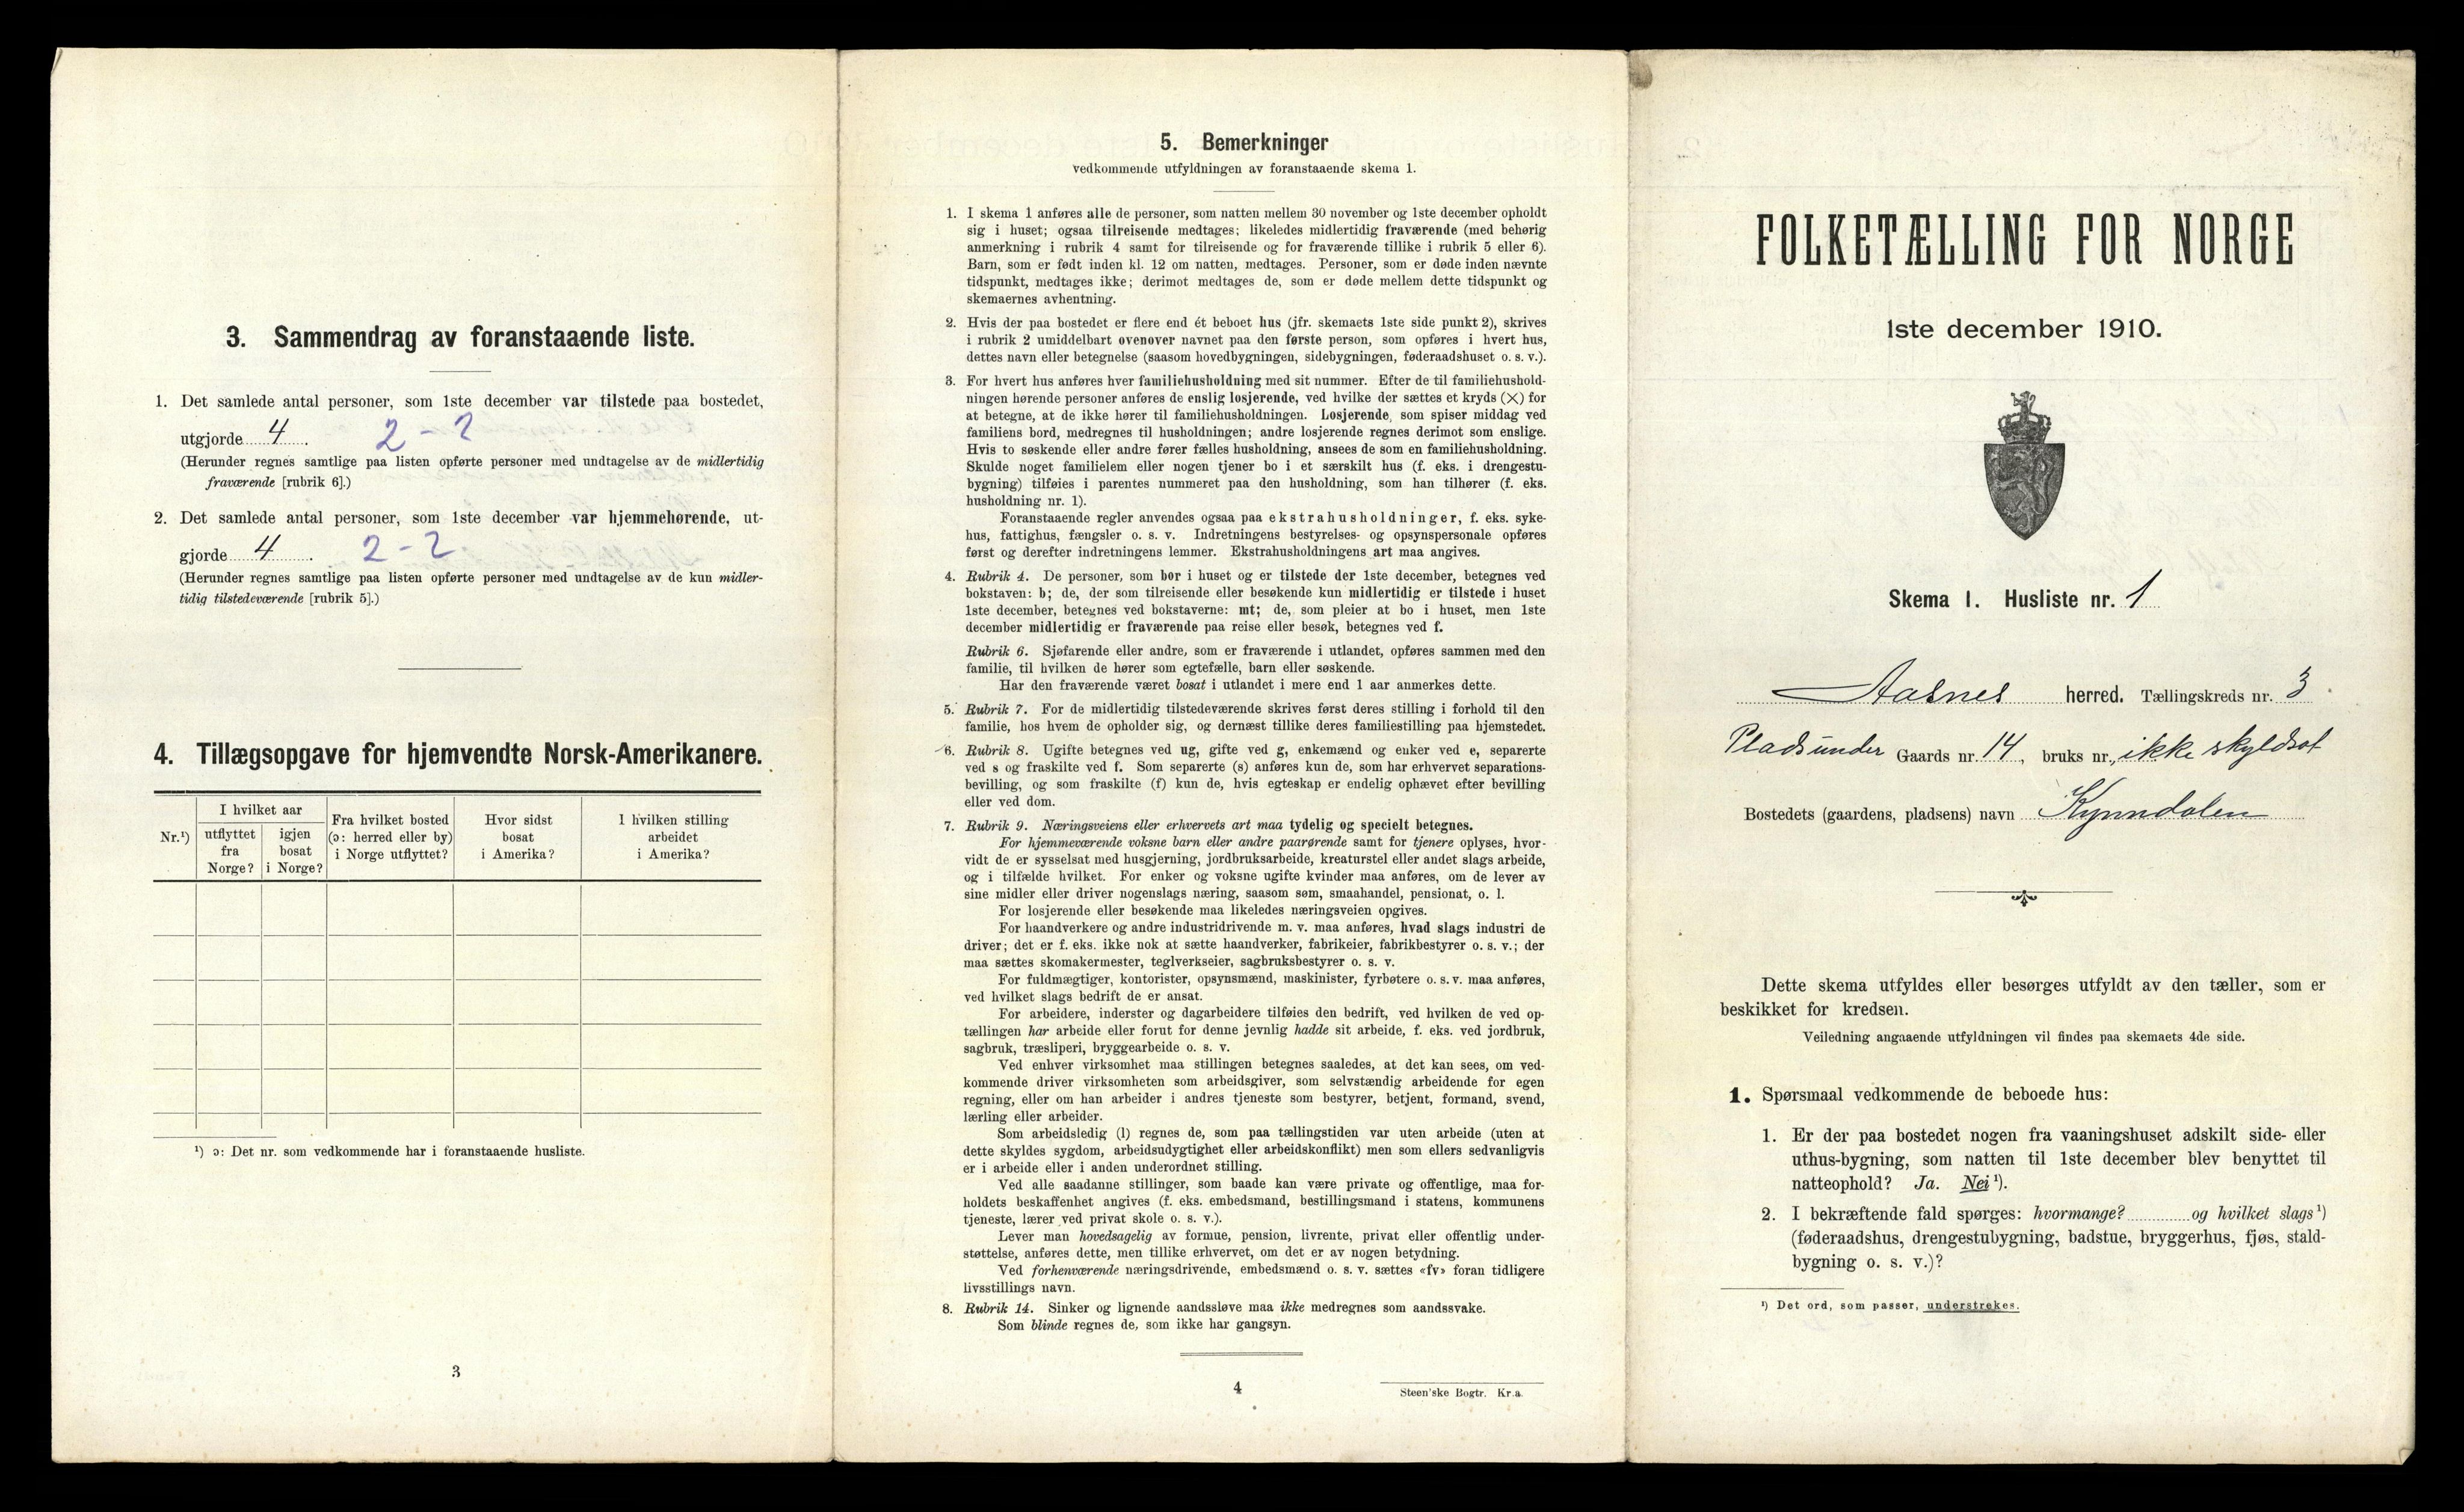 3. Sammendrag av foranstaaende liste.
1. Det samlede antal personer, som 1ste december var tilstede paa bostedet,
utgjorde 4. 2 - 2
(Herunder regnes samtlige paa listen opførte personer med undtagelse av de midlertidig
fraværende [rubrik 6].)
2. Det samlede antal personer, som 1ste december var hjemmehørende, ut-
gjorde 4. 2 - 2
(Herunder regnes samtlige paa listen opførte personer med undtagelse av de kun midler-
tidig tilstedeværende [rubrik 5].)
4. Tillægsopgave for hjemvendte Norsk-Amerikanere.
Nr.¹)
I hvilket aar
utflyttet
fra
Norge?
igjen
bosat
i Norge?
Fra hvilket bosted
(ɔ: herred eller by)
i Norge utflyttet?
Hvor sidst
bosat
i Amerika?
I hvilken stilling
arbeidet
i Amerika?
¹) ɔ: Det nr. som vedkommende har i foranstaaende husliste.
3
5. Bemerkninger
vedkommende utfyldningen av foranstaaende skema 1.
1. I skema 1 anføres alle de personer, som natten mellem 30 november og 1ste december opholdt
sig i huset; ogsaa tilreisende medtages; likeledes midlertidig fraværende (med behørig
anmerkning i rubrik 4 samt for tilreisende og for fraværende tillike i rubrik 5 eller 6).
Barn, som er født inden kl. 12 om natten, medtages. Personer, som er døde inden nævnte
tidspunkt, medtages ikke; derimot medtages de, som er døde mellem dette tidspunkt og
skemaernes avhentning.
2. Hvis der paa bostedet er flere end ét beboet hus (jfr. skemaets 1ste side punkt 2), skrives
i rubrik 2 umiddelbart ovenover navnet paa den første person, som opføres i hvert hus,
dettes navn eller betegnelse (saasom hovedbygningen, sidebygningen, føderaadshuset o. s. v.).
3. For hvert hus anføres hver familiehusholdning med sit nummer. Efter de til familiehushold-
ningen hørende personer anføres de enslig losjerende, ved hvilke der sættes et kryds (×) for
at betegne, at de ikke hører til familiehusholdningen. Losjerende, som spiser middag ved
familiens bord, medregnes til husholdningen; andre losjerende regnes derimot som enslige.
Hvis to søskende eller andre fører fælles husholdning, ansees de som en familiehusholdning.
Skulde noget familielem eller nogen tjener bo i et særskilt hus (f. eks. i drengestu-
bygning) tilføies i parentes nummeret paa den husholdning, som han tilhører (f. eks.
husholdning nr. 1).
Foranstaaende regler anvendes ogsaa paa ekstrahusholdninger, f. eks. syke-
hus, fattighus, fængsler o. s. v. Indretningens bestyrelses- og opsynspersonale opføres
først og derefter indretningens lemmer. Ekstrahusholdningens art maa angives.
4. Rubrik 4. De personer, som bor i huset og er tilstede der 1ste december, betegnes ved
bokstaven: b; de, der som tilreisende eller besøkende kun midlertidig er tilstede i huset
1ste december, betegnes ved bokstaverne: mt; de, som pleier at bo i huset, men 1ste
december midlertidig er fraværende paa reise eller besøk, betegnes ved f.
Rubrik 6. Sjøfarende eller andre, som er fraværende i utlandet, opføres sammen med den
familie, til hvilken de hører som egtefælle, barn eller søskende.
Har den fraværende været bosat i utlandet i mere end 1 aar anmerkes dette.
5. Rubrik 7. For de midlertidig tilstedeværende skrives først deres stilling i forhold til den
familie, hos hvem de opholder sig, og dernæst tillike deres familiestilling paa hjemstedet.
6. Rubrik 8. Ugifte betegnes ved ug, gifte ved g, enkemænd og enker ved e, separerte
ved s og fraskilte ved f. Som separerte (s) anføres kun de, som har erhvervet separations-
bevilling, og som fraskilte (f) kun de, hvis egteskap er endelig ophævet efter bevilling
eller ved dom.
7. Rubrik 9. Næringsveiens eller erhvervets art maa tydelig og specielt betegnes.
For hjemmeværende voksne barn eller andre paarørende samt for tjenere oplyses, hvor-
vidt de er sysselsat med husgjerning, jordbruksarbeide, kreaturstel eller andet slags arbeide,
og i tilfælde hvilket. For enker og voksne ugifte kvinder maa anføres, om de lever av
sine midler eller driver nogenslags næring, saasom søm, smaahandel, pensionat, o. l.
For losjerende eller besøkende maa likeledes næringsveien opgives.
For haandverkere og andre industridrivende m. v. maa anføres, hvad slags industri de
driver; det er f. eks. ikke nok at sætte haandverker, fabrikeier, fabrikbestyrer o. s. v.; der
maa sættes skomakermester, teglverkseier, sagbruksbestyrer o. s. v.
For fuldmægtiger, kontorister, opsynsmænd, maskinister, fyrbøtere o. s. v. maa anføres,
ved hvilket slags bedrift de er ansat.
For arbeidere, inderster og dagarbeidere tilføies den bedrift, ved hvilken de ved op-
tællingen har arbeide eller forut for denne jevnlig hadde sit arbeide, f. eks. ved jordbruk,
sagbruk, træsliperi, bryggearbeide o. s. v.
Ved enhver virksomhet maa stillingen betegnes saaledes, at det kan sees, om ved-
kommende driver virksomheten som arbeidsgiver, som selvstændig arbeidende for egen
regning, eller om han arbeider i andres tjeneste som bestyrer, betjent, formand, svend,
lærling eller arbeider.
Som arbeidsledig (l) regnes de, som paa tællingstiden var uten arbeide (uten at
dette skyldes sygdom, arbeidsudygtighet eller arbeidskonflikt) men som ellers sedvanligvis
er i arbeide eller i anden underordnet stilling.
Ved alle saadanne stillinger, som baade kan være private og offentlige, maa for-
holdets beskaffenhet angives (f. eks. embedsmand, bestillingsmand i statens, kommunens
tjeneste, lærer ved privat skole o. s. v.).
Lever man hovedsagelig av formue, pension, livrente, privat eller offentlig under-
støttelse, anføres dette, men tillike erhvervet, om det er av nogen betydning.
Ved forhenværende næringsdrivende, embedsmænd o. s. v. sættes «fv» foran tidligere
livsstillings navn.
8. Rubrik 14. Sinker og lignende aandssløve maa ikke medregnes som aandssvake.
Som blinde regnes de, som ikke har gangsyn.
4
Steen'ske Bogtr. Kr.a.
FOLKETÆLLING FOR NORGE
1ste december 1910.
Skema 1. Husliste nr. 1
Aasnes herred. Tællingskreds nr. 3.
Plads under Gaards nr. 14, bruks nr. ikke skyldsat
Bostedets (gaardens, pladsens) navn Kynndalen
Dette skema utfyldes eller besørges utfyldt av den tæller, som er
beskikket for kredsen.
Veiledning angaaende utfyldningen vil findes paa skemaets 4de side.
1. Spørsmaal vedkommende de beboede hus:
1. Er der paa bostedet nogen fra vaaningshuset adskilt side- eller
uthus-bygning, som natten til 1ste december blev benyttet til
natteophold? Ja. Nei ¹).
2. I bekræftende fald spørges: hvormange? og hvilket slags ¹)
(føderaadshus, drengestubygning, badstue, bryggerhus, fjøs, stald-
bygning o. s. v.)?
¹) Det ord, som passer, understrekes.